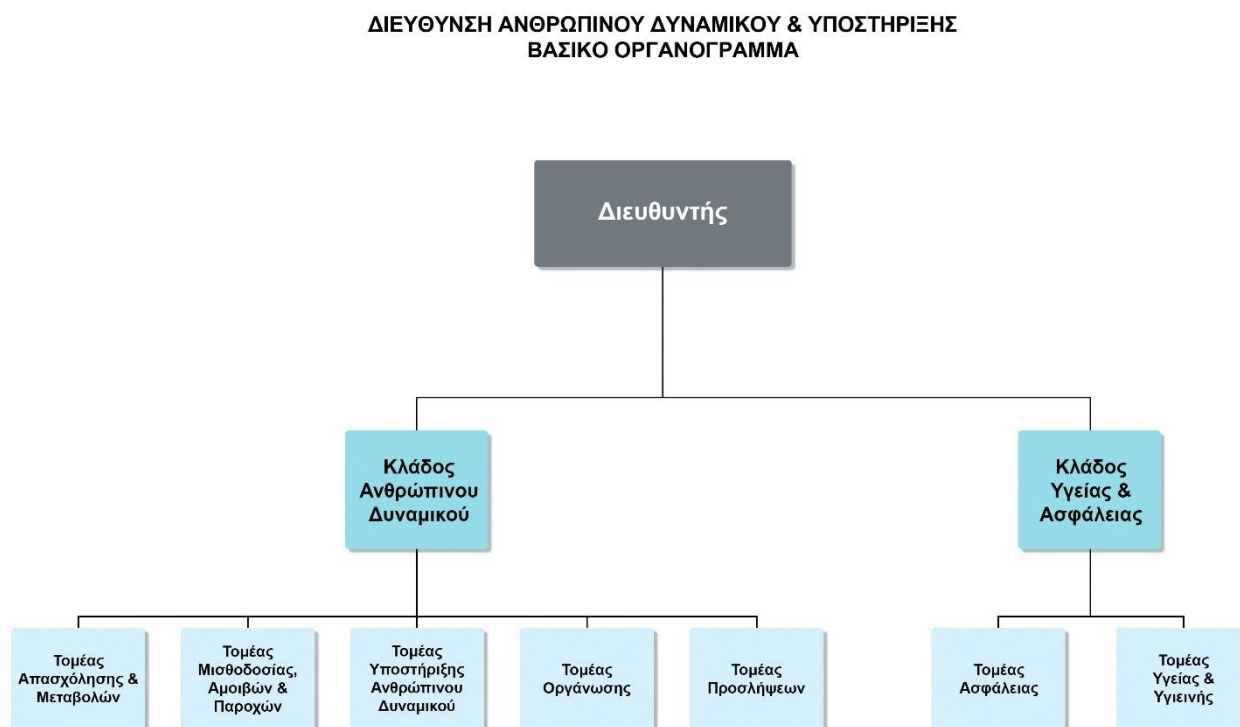 ΔΙΕΥΘΥΝΣΗ ΑΝΘΡΩΠΙΝΟΥ ΔΥΝΑΜΙΚΟΥ & ΥΠΟΣΤΗΡΙΞΗΣ
ΒΑΣΙΚΟ ΟΡΓΑΝΟΓΡΑΜΜΑ
Διευθυντής
Κλάδος
Ανθρώπινου
Δυναμικού
Κλάδος
Υγείας &
Ασφάλειας
Τομέας
Απασχόλησης &
Μεταβολών
Τομέας
Μισθοδοσίας,
Αμοιβών &
Παροχών
Τομέας
Υποστήριξης
Ανθρώπινου
Δυναμικού
Τομέας
Οργάνωσης
Τομέας
Προσλήψεων
Τομέας
Ασφάλειας
Τομέας
Υγείας &
Υγιεινής